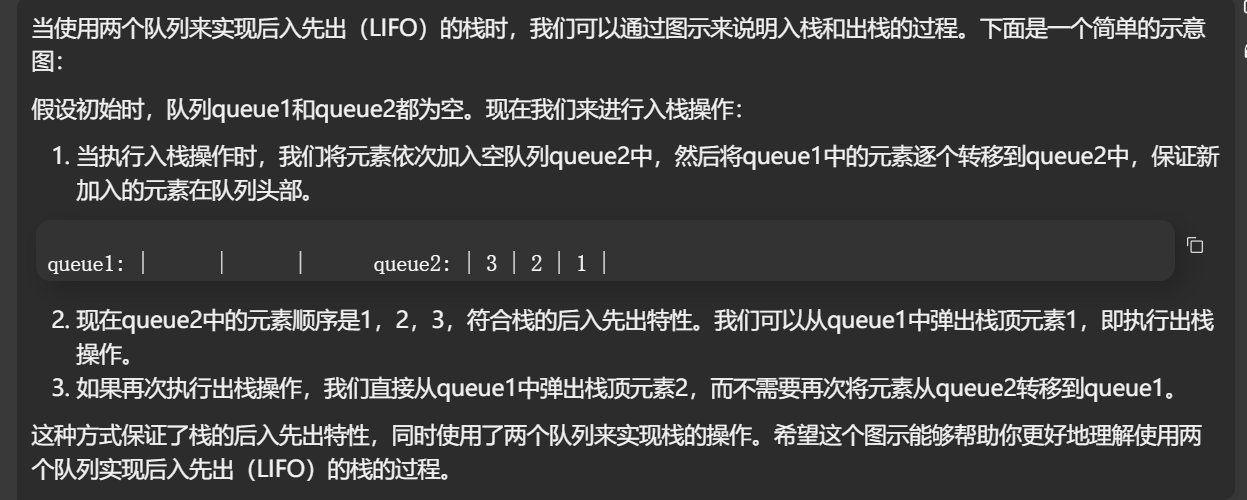 当使用两个队列来实现后入先出（LIFO）的栈时，我们可以通过图示来说明入栈和出栈的过程。下面是一个简单的示意
图：
假设初始时，队列queue1和queue2都为空。现在我们来进行入栈操作：
1. 当执行入栈操作时，我们将元素依次加入空队列queue2中，然后将queue1中的元素逐个转移到queue2中，保证新
加入的元素在队列头部。
queue1: |      |      |      queue2: | 3 | 2 | 1 |
2. 现在queue2中的元素顺序是1，2，3，符合栈的后入先出特性。我们可以从queue1中弹出栈顶元素1，即执行出栈
操作。
3. 如果再次执行出栈操作，我们直接从queue1中弹出栈顶元素2，而不需要再次将元素从queue2转移到queue1。
这种方式保证了栈的后入先出特性，同时使用了两个队列来实现栈的操作。希望这个图示能够帮助你更好地理解使用两
个队列实现后入先出（LIFO）的栈的过程。